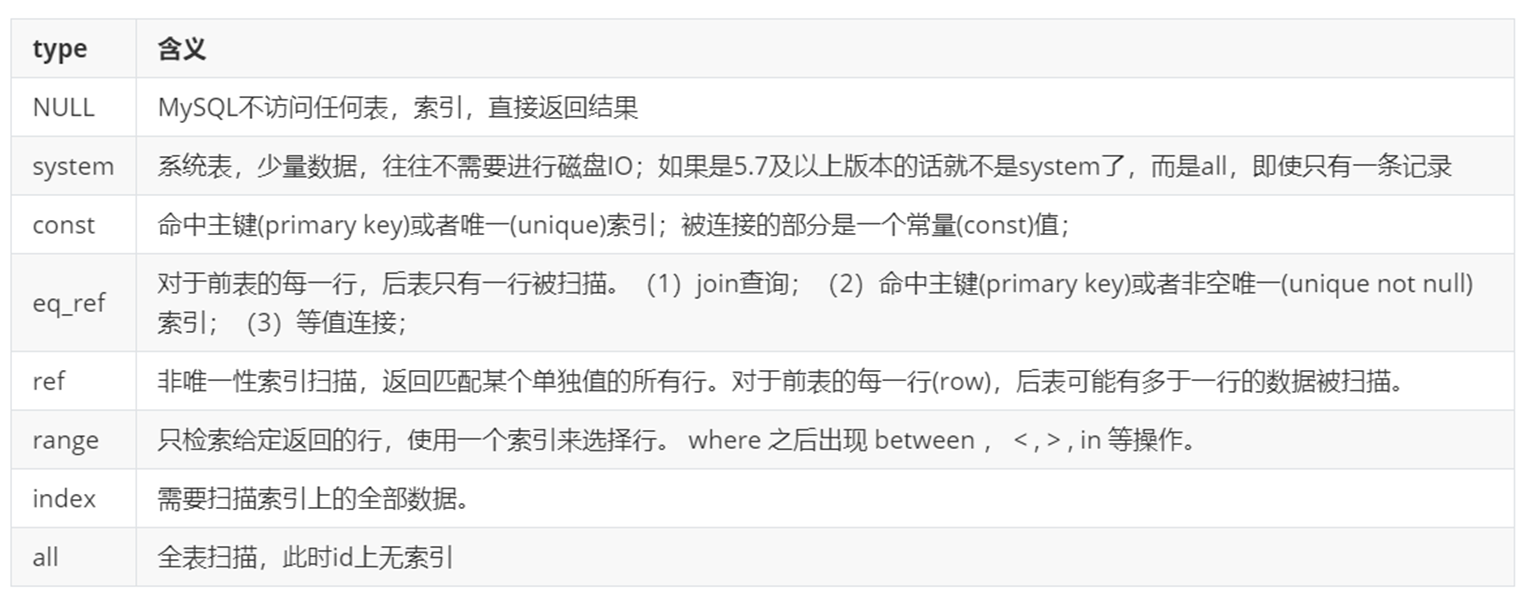 type 含义
NULL MySQL不访问任何表，索引，直接返回结果
system 系统表，少量数据，往往不需要进行磁盘IO；如果是5.7及以上版本的话就不是system了，而是all，即使只有一条记录
const 命中主键(primary key)或者唯一(unique)索引；被连接的部分是一个常量(const)值；
eq_ref 对于前表的每一行，后表只有一行被扫描。（1）join查询；（2）命中主键(primary key)或者非空唯一(unique not null)
索引；（3）等值连接；
ref 非唯一性索引扫描，返回匹配某个单独值的所有行。对于前表的每一行(row)，后表可能有多于一行的数据被扫描。
range 只检索给定返回的行，使用一个索引来选择行。 where 之后出现 between ， < , > , in 等操作。
index 需要扫描索引上的全部数据。
all 全表扫描，此时id上无索引